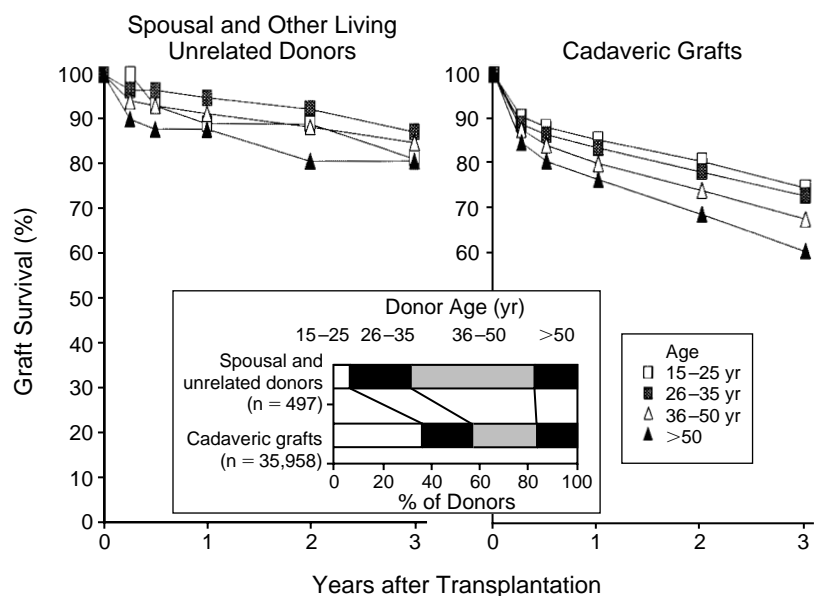 Spousal and Other Living
Unrelated Donors
Cadaveric Grafts
Graft Survival (%)
100
90
80
70
60
50
40
30
20
10
0
0 1 2 3
100
90
80
70
60
0 1 2 3
Years after Transplantation
Donor Age (yr)
15–25 26–35 36–50 >50
Spousal and
unrelated donors
(n = 497)
Cadaveric grafts
(n = 35,958)
0 20 40 60 80 100
% of Donors
Age
15–25 yr
26–35 yr
36–50 yr
>50